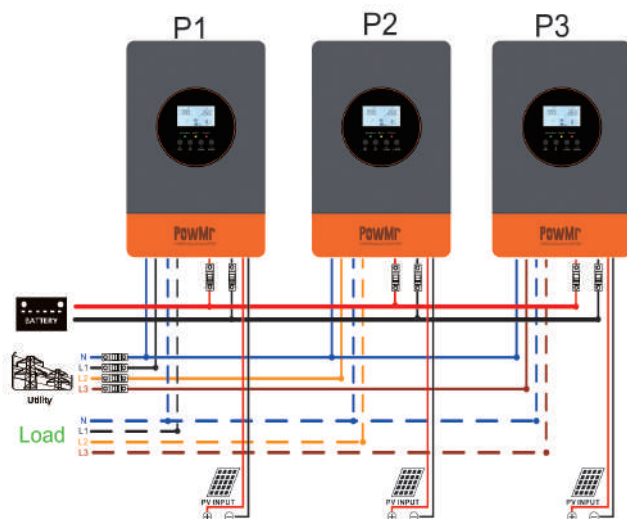 P1
P2
P3
PowMr
PowMr
PowMr
BATTERY
N
L1
L2
L3
Utility
N
L1
L2
L3
Load
PV INPUT
PV INPUT
PV INPUT